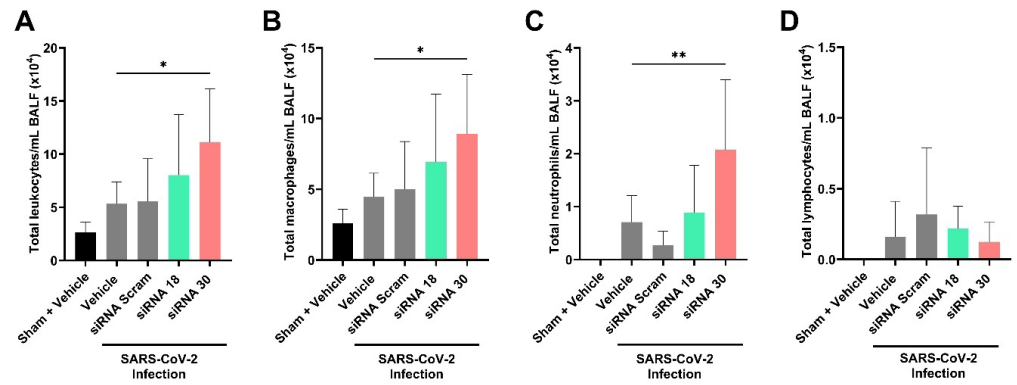 A
B
C
D
Total leukocytes/mL BALF (x10⁴)
20
15
10
5
0
*
Sham + Vehicle
Vehicle
siRNA Scram
siRNA 18
siRNA 30
SARS-CoV-2
Infection
Total macrophages/mL BALF (x10⁴)
15
10
5
0
*
Sham + Vehicle
Vehicle
siRNA Scram
siRNA 18
siRNA 30
SARS-CoV-2
Infection
Total neutrophils/mL BALF (x10⁴)
4
3
2
1
0
**
Sham + Vehicle
Vehicle
siRNA Scram
siRNA 18
siRNA 30
SARS-CoV-2
Infection
Total lymphocytes/mL BALF (x10⁴)
1.5
1.0
0.5
0.0
Sham + Vehicle
Vehicle
siRNA Scram
siRNA 18
siRNA 30
SARS-CoV-2
Infection